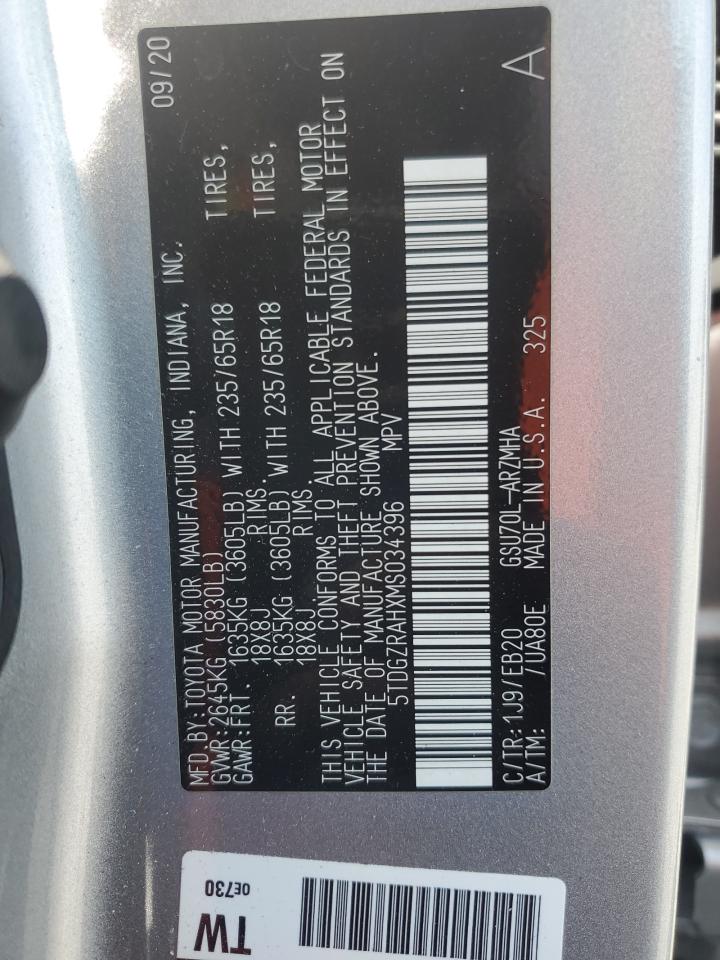 MFD.BY:TOYOTA MOTOR MANUFACTURING, INDIANA, INC. 09/20
GVWR:2645KG (5830LB)
GAWR:FRT. 1635KG (3605LB) WITH 235/65R18 TIRES,
18X8J RIMS.
RR. 1635KG (3605LB) WITH 235/65R18 TIRES,
18X8J RIMS.
THIS VEHICLE CONFORMS TO ALL APPLICABLE FEDERAL MOTOR
VEHICLE SAFETY AND THEFT PREVENTION STANDARDS IN EFFECT ON
THE DATE OF MANUFACTURE SHOWN ABOVE.
5TDGZRAHXMS034396 MPV
C/TR:1J9/EB20 GSU70L-ARZMHA
A/TM: /UA80E MADE IN U.S.A. 325 A
0E730
TW